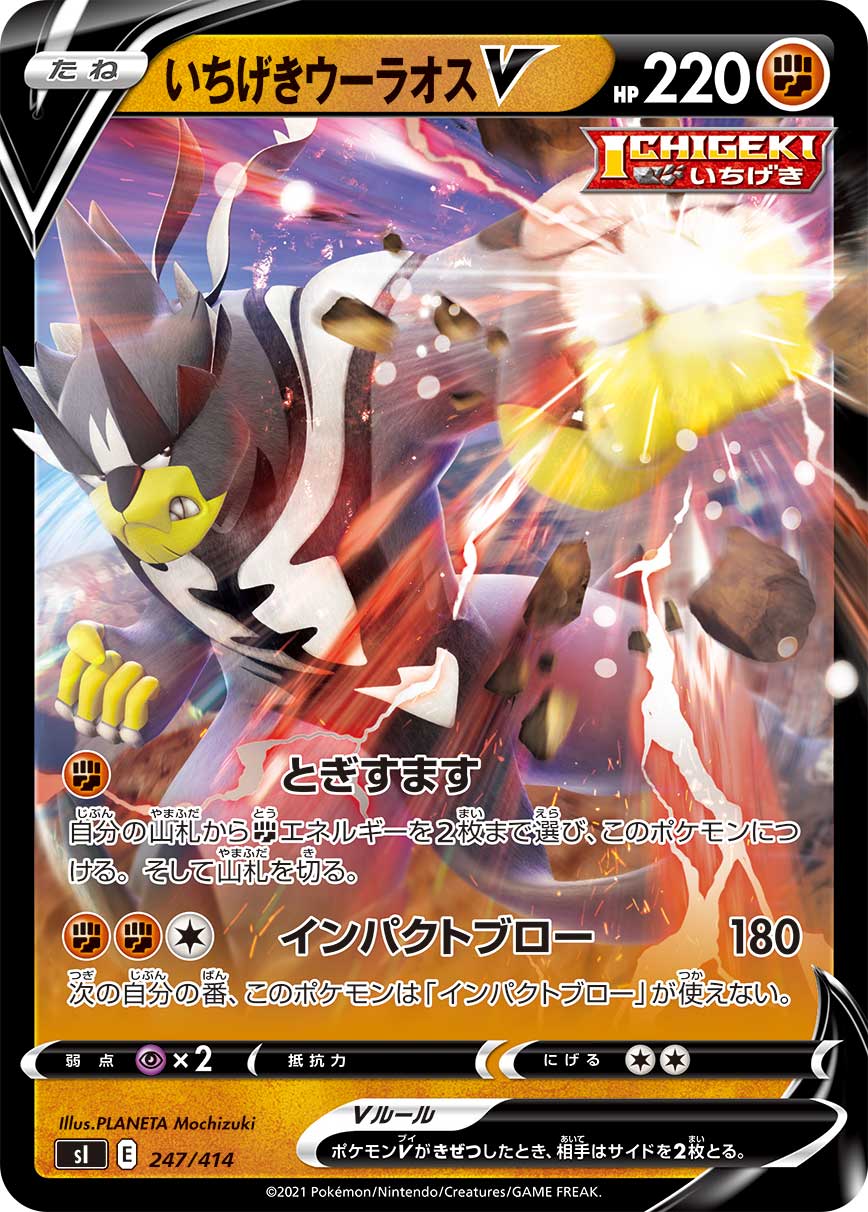 たね
いちげきウーラオスV
HP 220
ICHIGEKI
いちげき
とぎすます
自分の山札からエネルギーを2枚まで選び、このポケモンにつ
ける。そして山札を切る。
インパクトブロー 180
次の自分の番、このポケモンは「インパクトブロー」が使えない。
弱点 ×2 抵抗力 にげる
Illus.PLANETA Mochizuki
Vルール
ポケモンVがきぜつしたとき、相手はサイドを2枚とる。
sI E 247/414
©2021 Pokémon/Nintendo/Creatures/GAME FREAK.